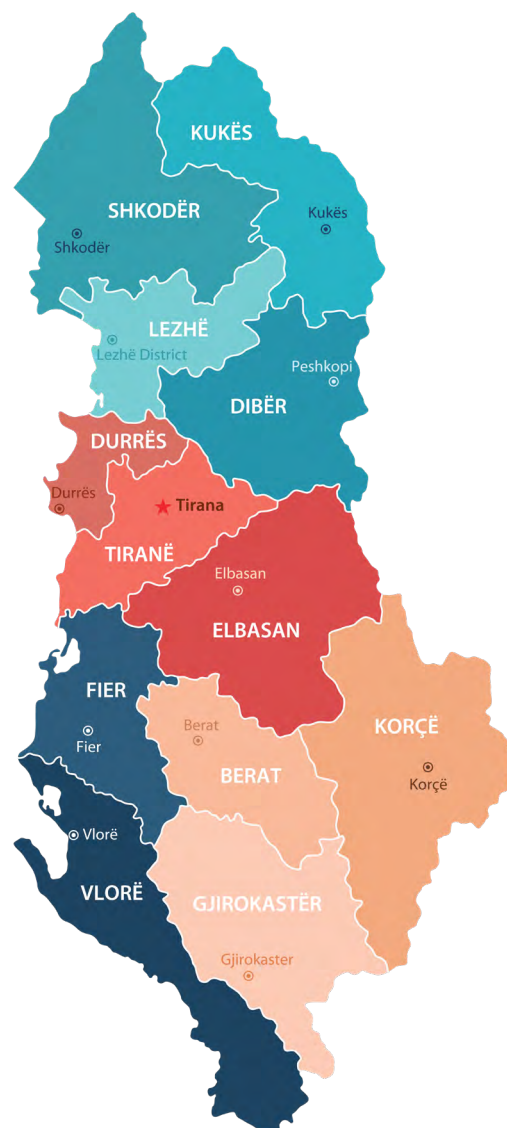 KUKËS
SHKODËR
Kukës
Shkodër
LEZHË
Lezhë District
Peshkopi
DIBËR
DURRËS
Durrës
Tirana
TIRANË
Elbasan
ELBASAN
FIER
Fier
Berat
KORÇË
BERAT
Korçë
Vlorë
VLORË
GJIROKASTËR
Gjirokaster